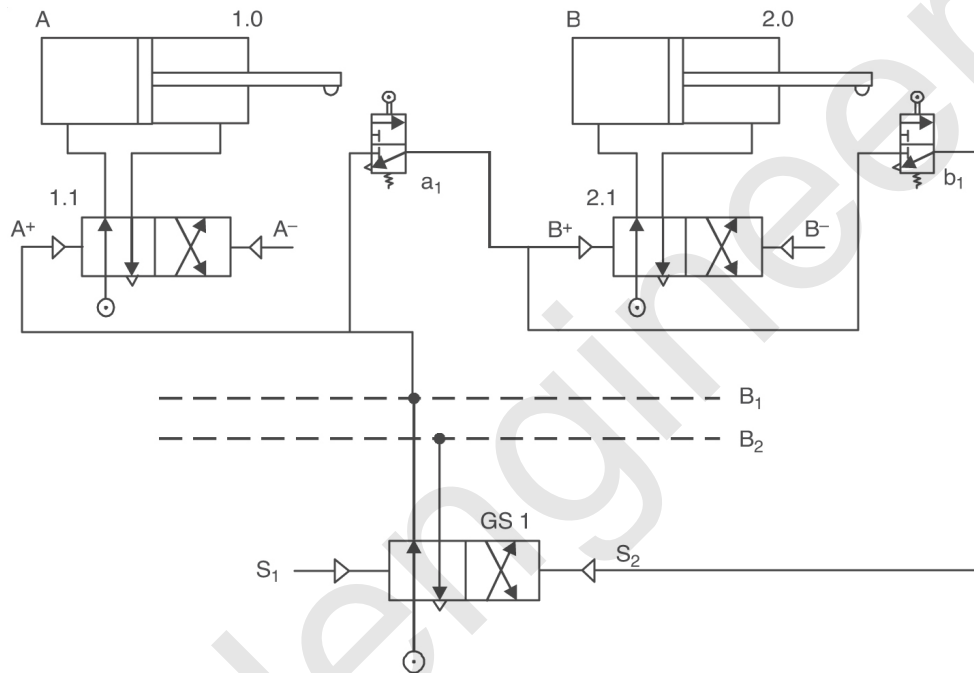 A 1.0 B 2.0
a₁ b₁
1.1 2.1
A+ A− B+ B−
B₁
B₂
GS 1
S₁ S₂